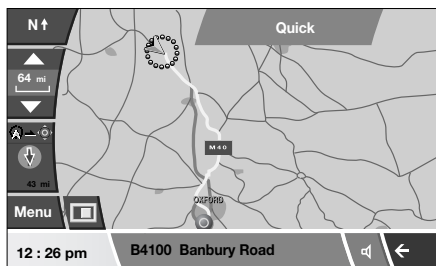 N
Quick
64 mi
M40
43 mi
OXFORD
Menu
12 : 26 pm
B4100 Banbury Road